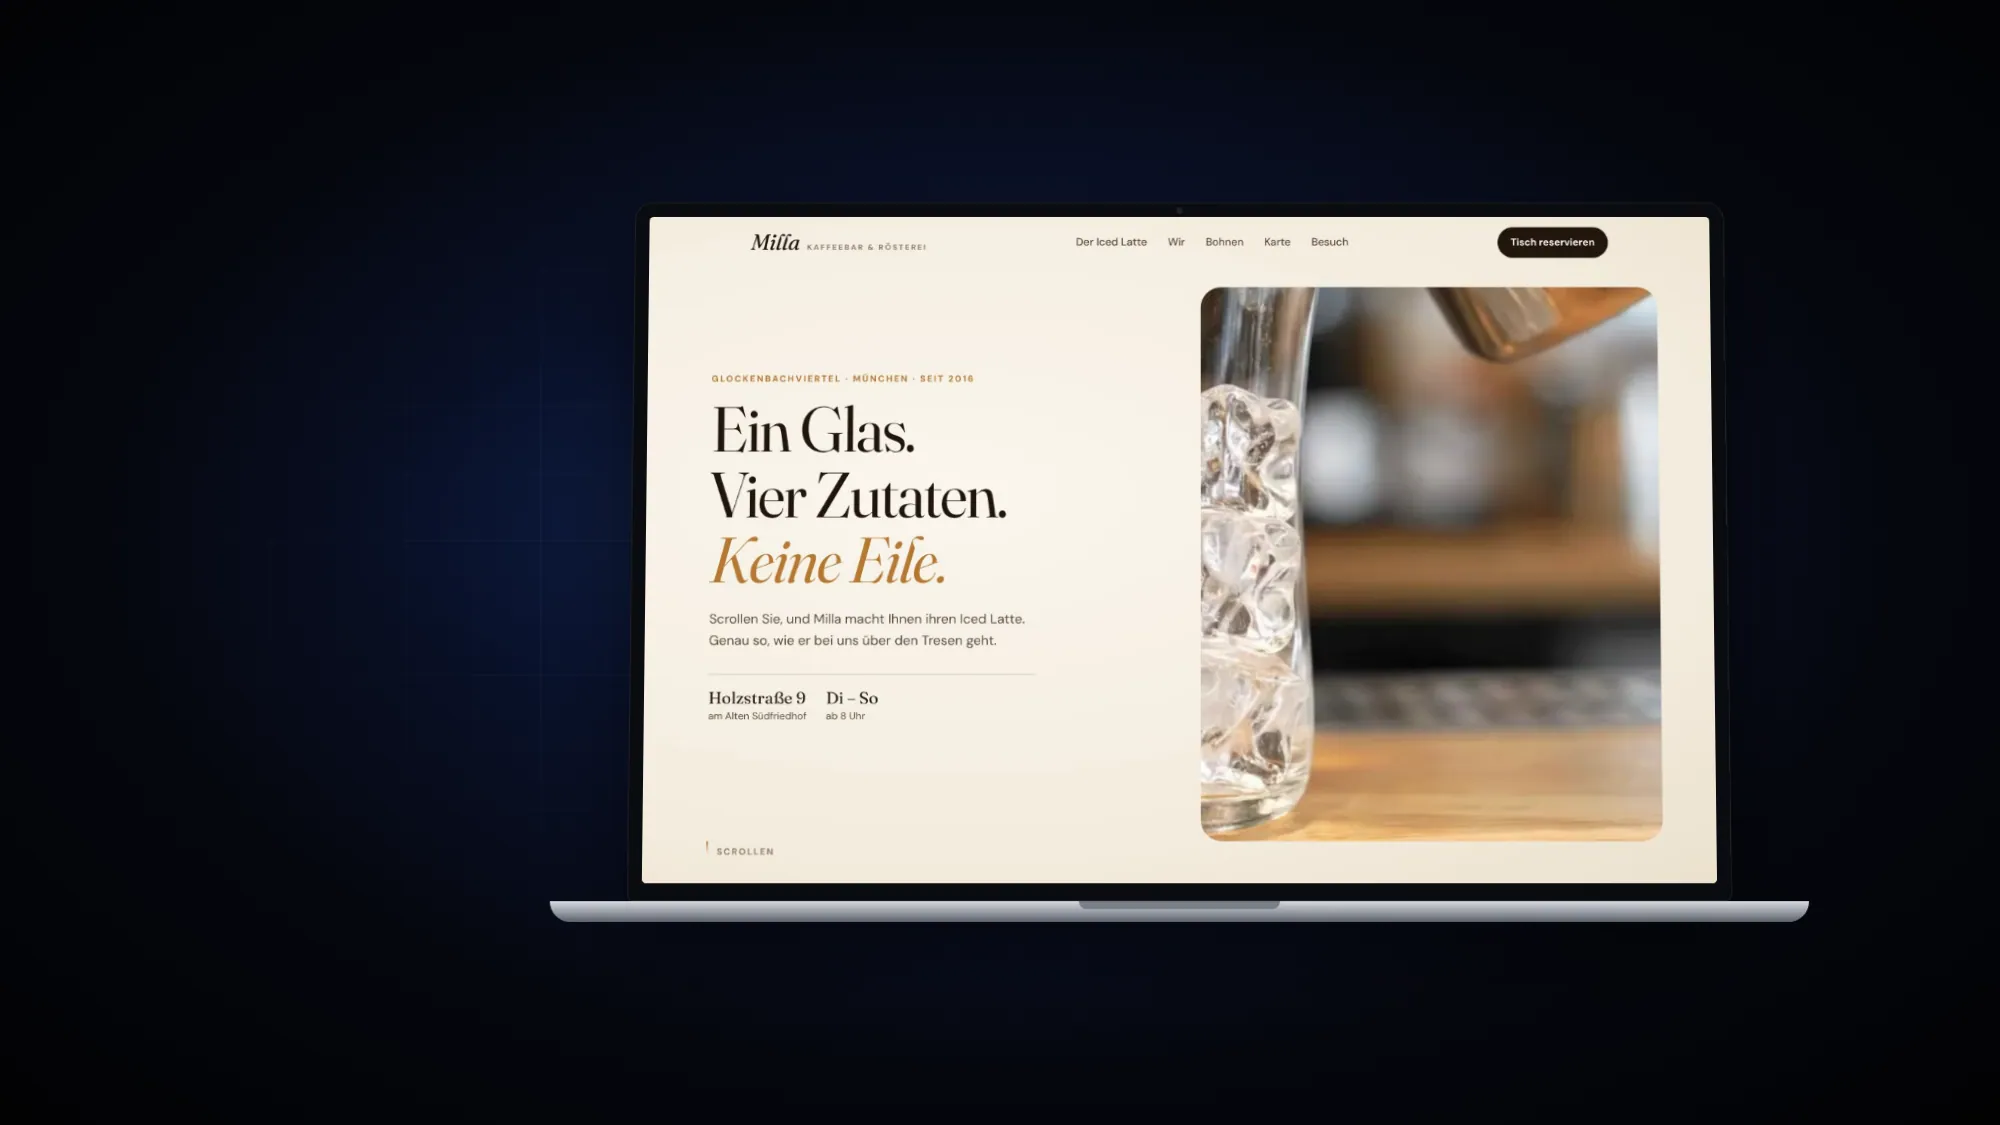 Milla KAFFEEBAR & RÖSTEREI
Der Iced Latte Wir Bohnen Karte Besuch
Tisch reservieren
GLOCKENBACHVIERTEL · MÜNCHEN · SEIT 2016
Ein Glas.
Vier Zutaten.
Keine Eile.
Scrollen Sie, und Milla macht Ihnen ihren Iced Latte.
Genau so, wie er bei uns über den Tresen geht.
Holzstraße 9 Di – So
am Alten Südfriedhof ab 8 Uhr
SCROLLEN